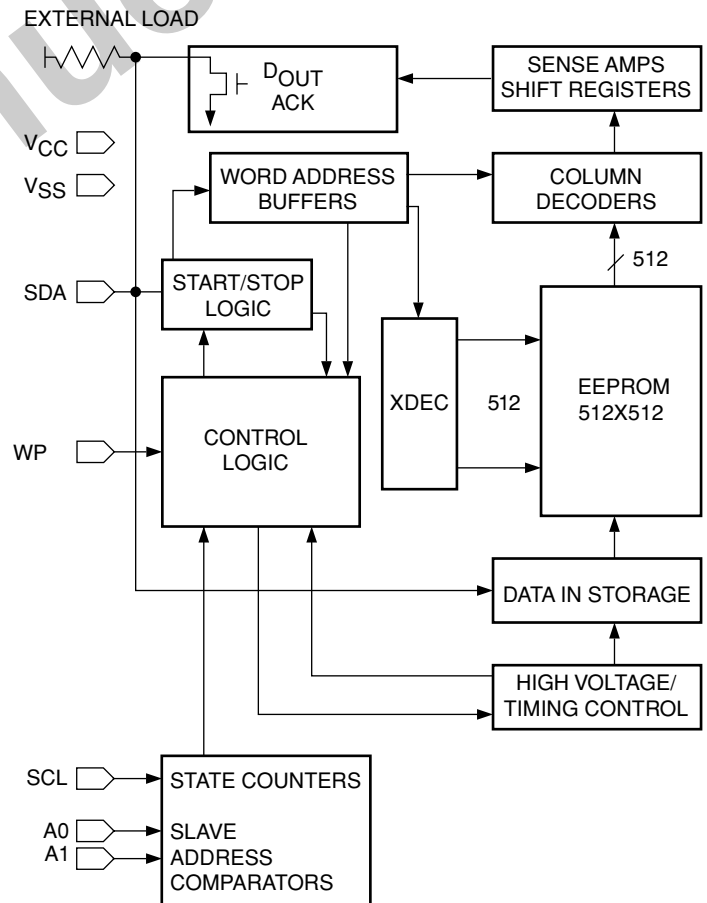 EXTERNAL LOAD
DOUT
ACK
SENSE AMPS
SHIFT REGISTERS
VCC
VSS
WORD ADDRESS
BUFFERS
COLUMN
DECODERS
512
SDA
START/STOP
LOGIC
XDEC
512
EEPROM
512X512
WP
CONTROL
LOGIC
DATA IN STORAGE
HIGH VOLTAGE/
TIMING CONTROL
SCL
STATE COUNTERS
A0
SLAVE
A1
ADDRESS
COMPARATORS